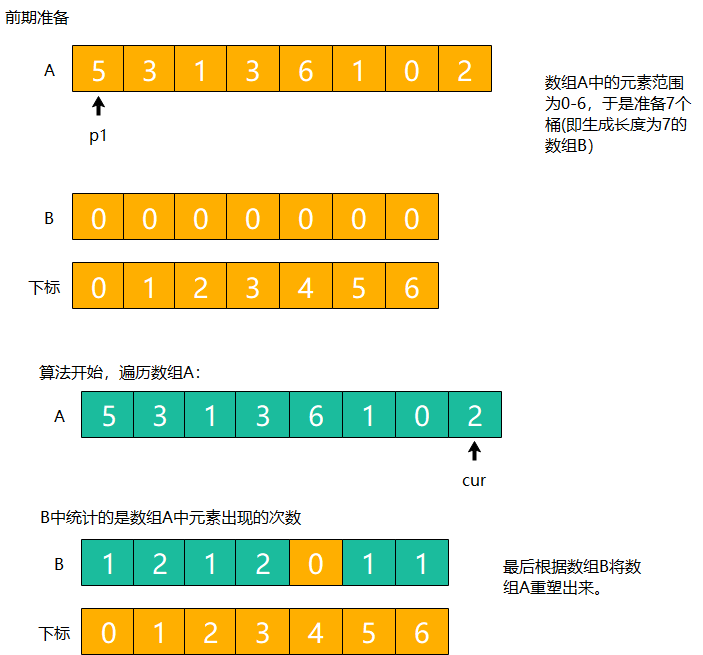 前期准备
A 5 3 1 3 6 1 0 2
p1
数组A中的元素范围
为0-6，于是准备7个
桶(即生成长度为7的
数组B)
B 0 0 0 0 0 0 0
下标 0 1 2 3 4 5 6
算法开始，遍历数组A：
A 5 3 1 3 6 1 0 2
cur
B中统计的是数组A中元素出现的次数
B 1 2 1 2 0 1 1
最后根据数组B将数
组A重塑出来。
下标 0 1 2 3 4 5 6